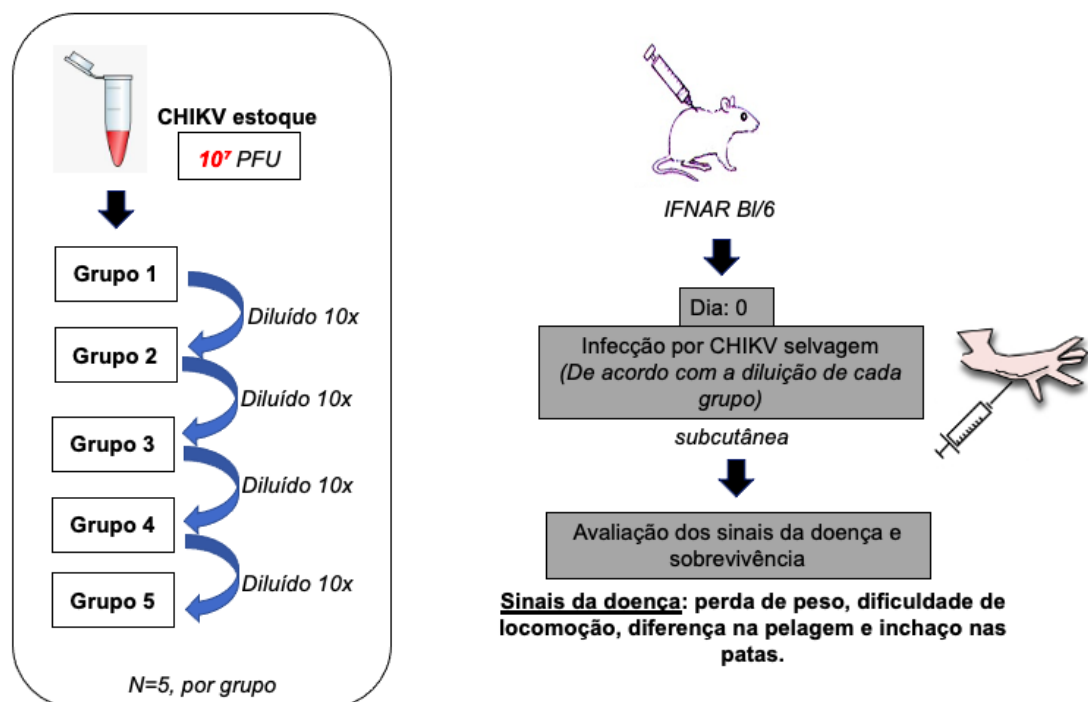 CHIKV estoque
10⁷ PFU
Grupo 1
Diluído 10x
Grupo 2
Diluído 10x
Grupo 3
Diluído 10x
Grupo 4
Diluído 10x
Grupo 5
N=5, por grupo
IFNAR Bl/6
Dia: 0
Infecção por CHIKV selvagem
(De acordo com a diluição de cada
grupo)
subcutânea
Avaliação dos sinais da doença e
sobrevivência
Sinais da doença: perda de peso, dificuldade de
locomoção, diferença na pelagem e inchaço nas
patas.